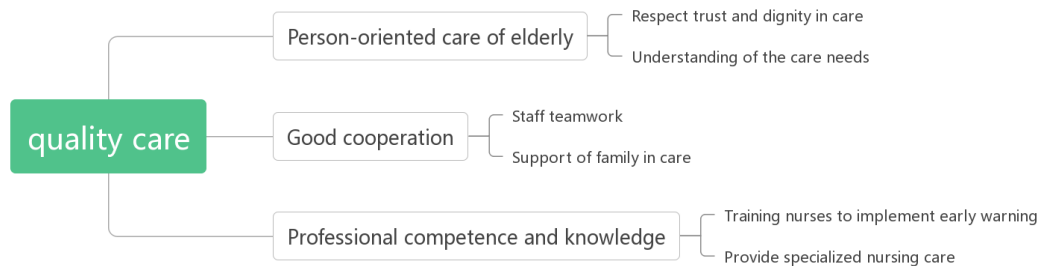 quality care
Person-oriented care of elderly
Respect trust and dignity in care
Understanding of the care needs
Good cooperation
Staff teamwork
Support of family in care
Professional competence and knowledge
Training nurses to implement early warning
Provide specialized nursing care